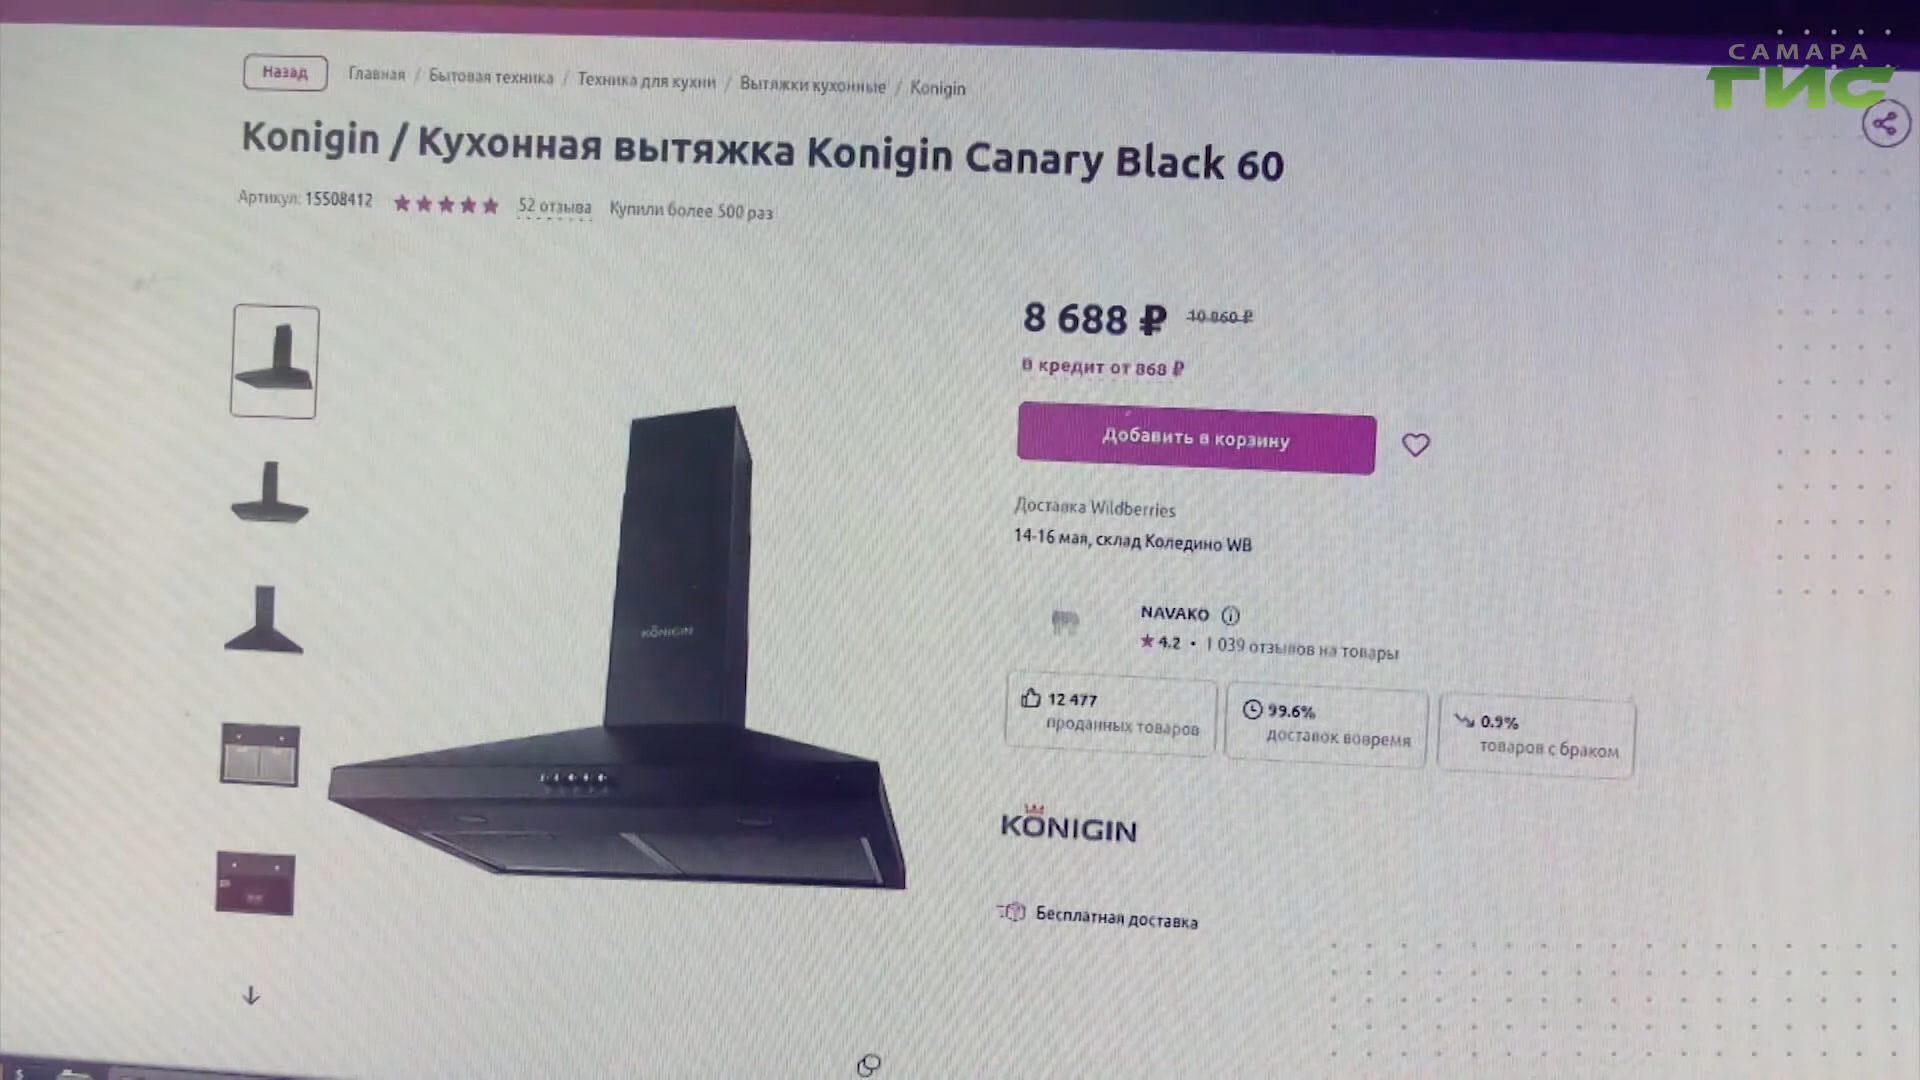 САМАРА
ГИС
Назад
Главная / Бытовая техника / Техника для кухни / Вытяжки кухонные / Konigin
Konigin / Кухонная вытяжка Konigin Canary Black 60
Артикул: 15508412 52 отзыва Купили более 500 раз
8 688 ₽ 10 860 ₽
В кредит от 868 ₽
Добавить в корзину
Доставка Wildberries
14-16 мая, склад Коледино WB
NAVAKO
4.2 • 1 039 отзывов на товары
12 477
проданных товаров
99.6%
доставок вовремя
0.9%
товаров с браком
KÖNIGIN
KÖNIGIN
Бесплатная доставка